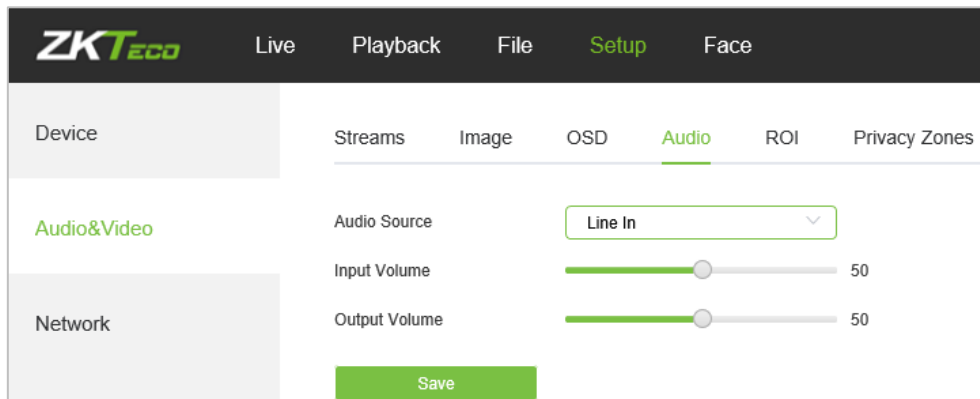 ZKTeco Live Playback File Setup Face
Device
Audio&Video
Network
Streams Image OSD Audio ROI Privacy Zones
Audio Source Line In
Input Volume 50
Output Volume 50
Save